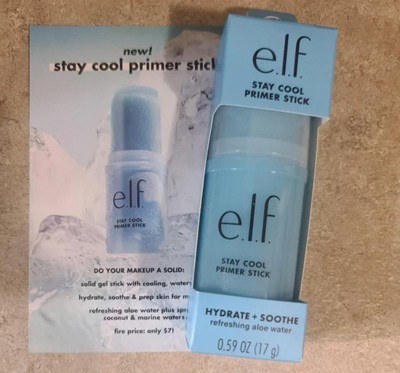 new!
stay cool primer stick
e.l.f.
STAY COOL
PRIMER STICK
DO YOUR MAKEUP A SOLID:
solid gel stick with cooling, water
hydrate, soothe & prep skin for m
refreshing aloe water plus
coconut & marine waters
fire price: only $7!
e.l.f.
STAY COOL
PRIMER STICK
e.l.f.
STAY COOL
PRIMER STICK
HYDRATE + SOOTHE
refreshing aloe water
0.59 OZ (17 g)